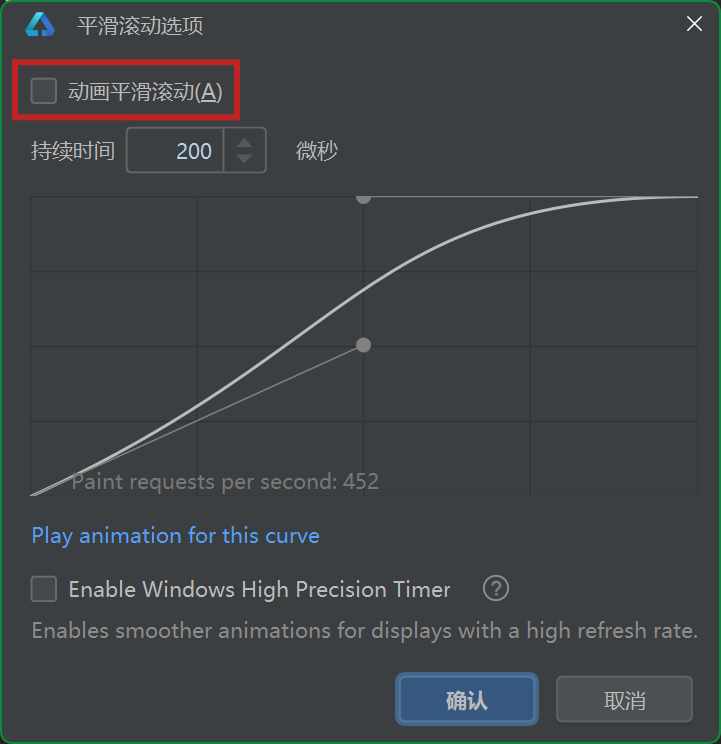 平滑滚动选项
动画平滑滚动(A)
持续时间 200 微秒
Paint requests per second: 452
Play animation for this curve
Enable Windows High Precision Timer ?
Enables smoother animations for displays with a high refresh rate.
确认 取消